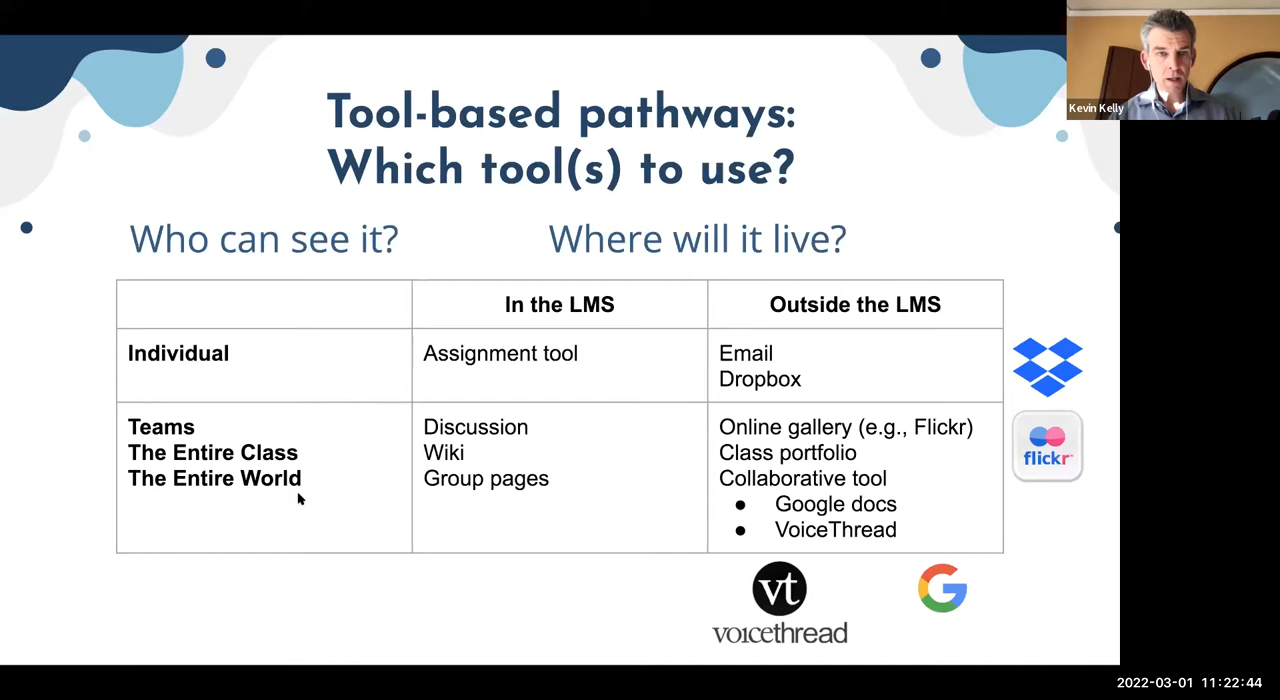 Kevin Kelly
Tool-based pathways:
Which tool(s) to use?
Who can see it?
Where will it live?
In the LMS
Outside the LMS
Individual
Assignment tool
Email
Dropbox
Teams
The Entire Class
The Entire World
Discussion
Wiki
Group pages
Online gallery (e.g., Flickr)
Class portfolio
Collaborative tool
● Google docs
● VoiceThread
flickr
vt
voicethread
G
2022-03-01 11:22:44